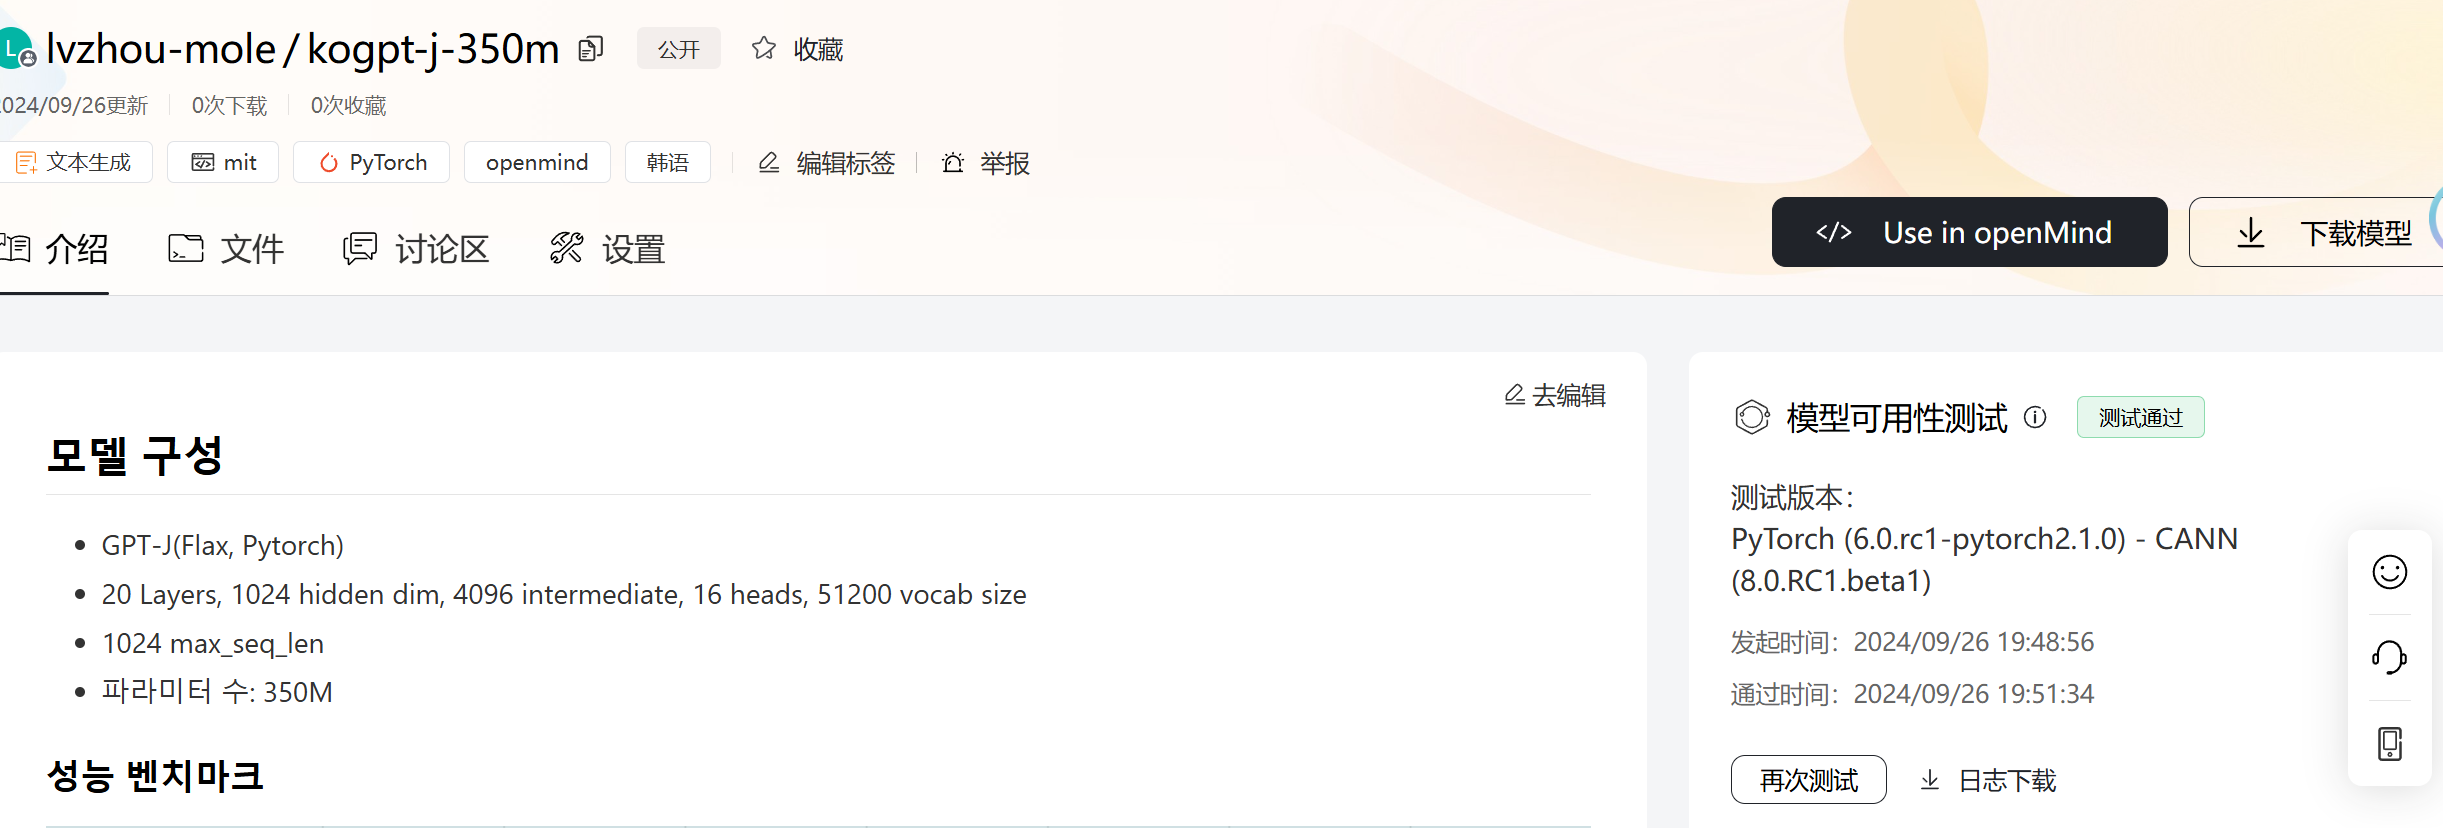 L
lvzhou-mole / kogpt-j-350m
公开
收藏
2024/09/26更新
0次下载
0次收藏
文本生成
mit
PyTorch
openmind
韩语
编辑标签
举报
介绍
文件
讨论区
设置
</> Use in openMind
下载模型
去编辑
모델 구성
GPT-J(Flax, Pytorch)
20 Layers, 1024 hidden dim, 4096 intermediate, 16 heads, 51200 vocab size
1024 max_seq_len
파라미터 수: 350M
성능 벤치마크
模型可用性测试
测试通过
测试版本：
PyTorch (6.0.rc1-pytorch2.1.0) - CANN
(8.0.RC1.beta1)
发起时间：2024/09/26 19:48:56
通过时间：2024/09/26 19:51:34
再次测试
日志下载